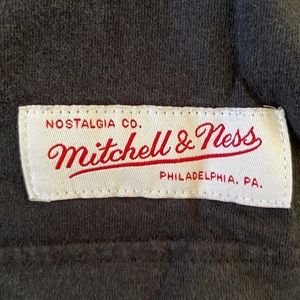 NOSTALGIA CO.
Mitchell & Ness
PHILADELPHIA, PA.